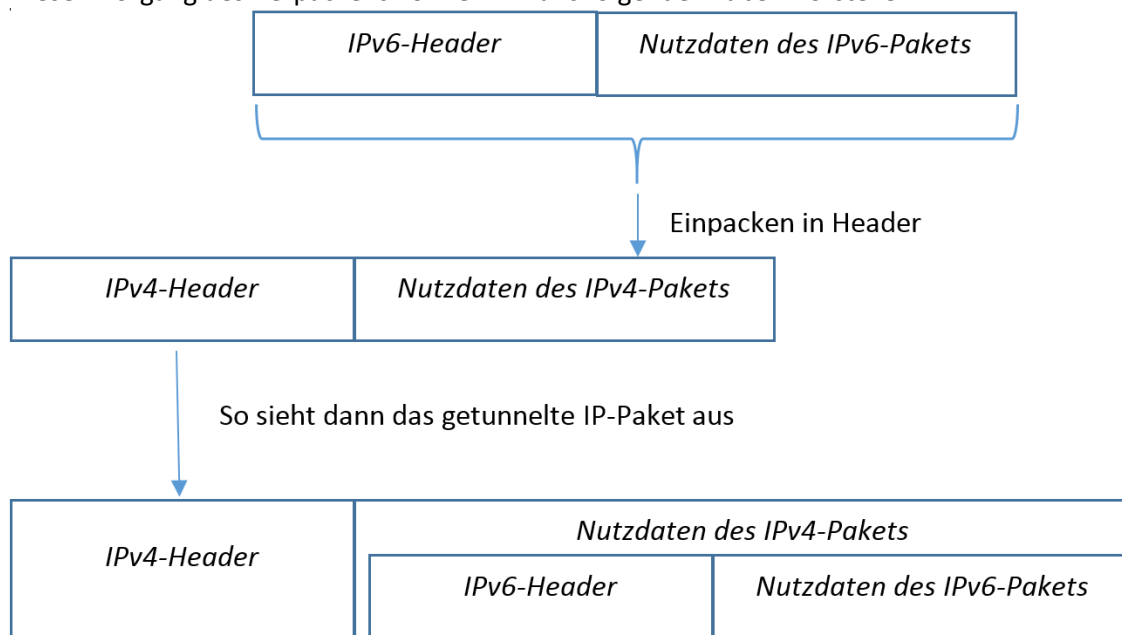 IPv6-Header Nutzdaten des IPv6-Pakets
Einpacken in Header
IPv4-Header Nutzdaten des IPv4-Pakets
So sieht dann das getunnelte IP-Paket aus
Nutzdaten des IPv4-Pakets
IPv4-Header
IPv6-Header Nutzdaten des IPv6-Pakets